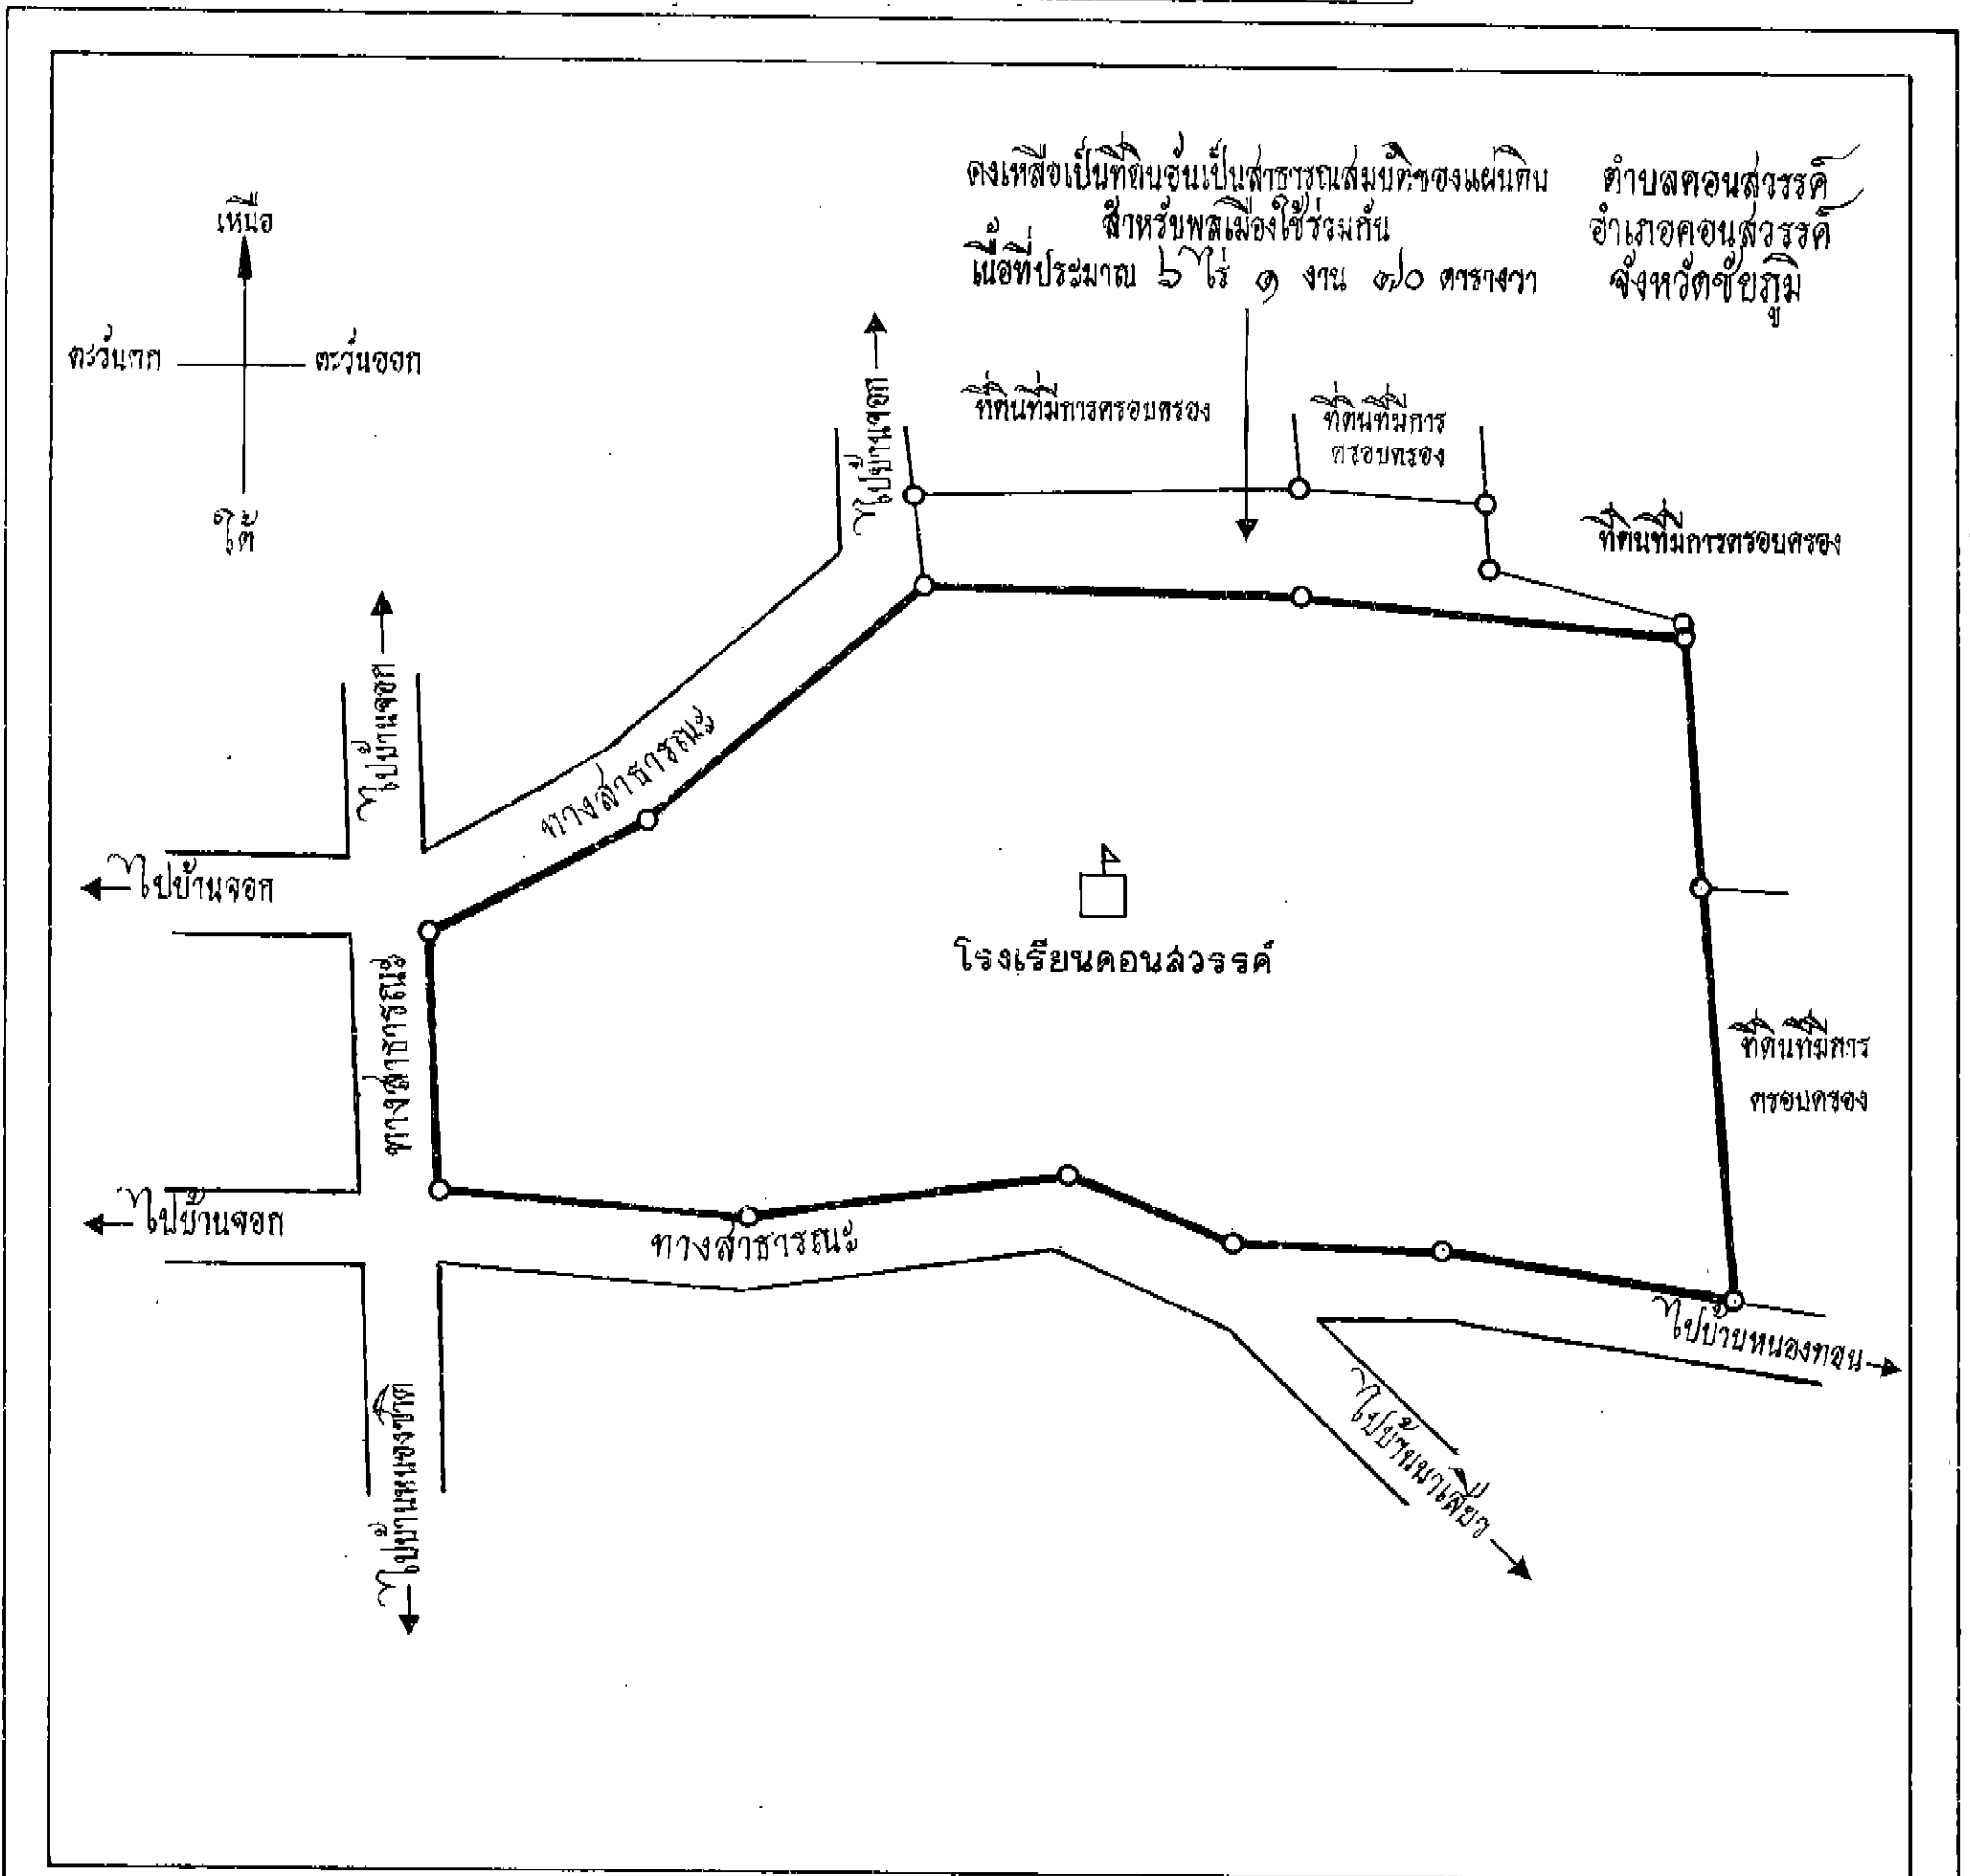 คงเหลือเป็นที่ดินอันเป็นสาธารณสมบัติของแผ่นดิน
สำหรับพลเมืองใช้ร่วมกัน
เนื้อที่ประมาณ ๖ ไร่ ๑ งาน ๗๐ ตารางวา
ตำบลคอนสวรรค์
อำเภอคอนสวรรค์
จังหวัดชัยภูมิ
เหนือ
ตะวันตก
ตะวันออก
ใต้
ไปบ้านจอก
ที่ดินที่มีการครอบครอง
ที่ดินที่มีการ
ครอบครอง
ที่ดินที่มีการครอบครอง
ไปบ้านจอก
ทางสาธารณะ
ไปบ้านจอก
โรงเรียนคอนสวรรค์
ทางสาธารณะ
ที่ดินที่มีการ
ครอบครอง
ไปบ้านจอก
ทางสาธารณะ
ไปบ้านหนองหอน
ไปบ้านหนองขัด
ไปบ้านนาเสียว